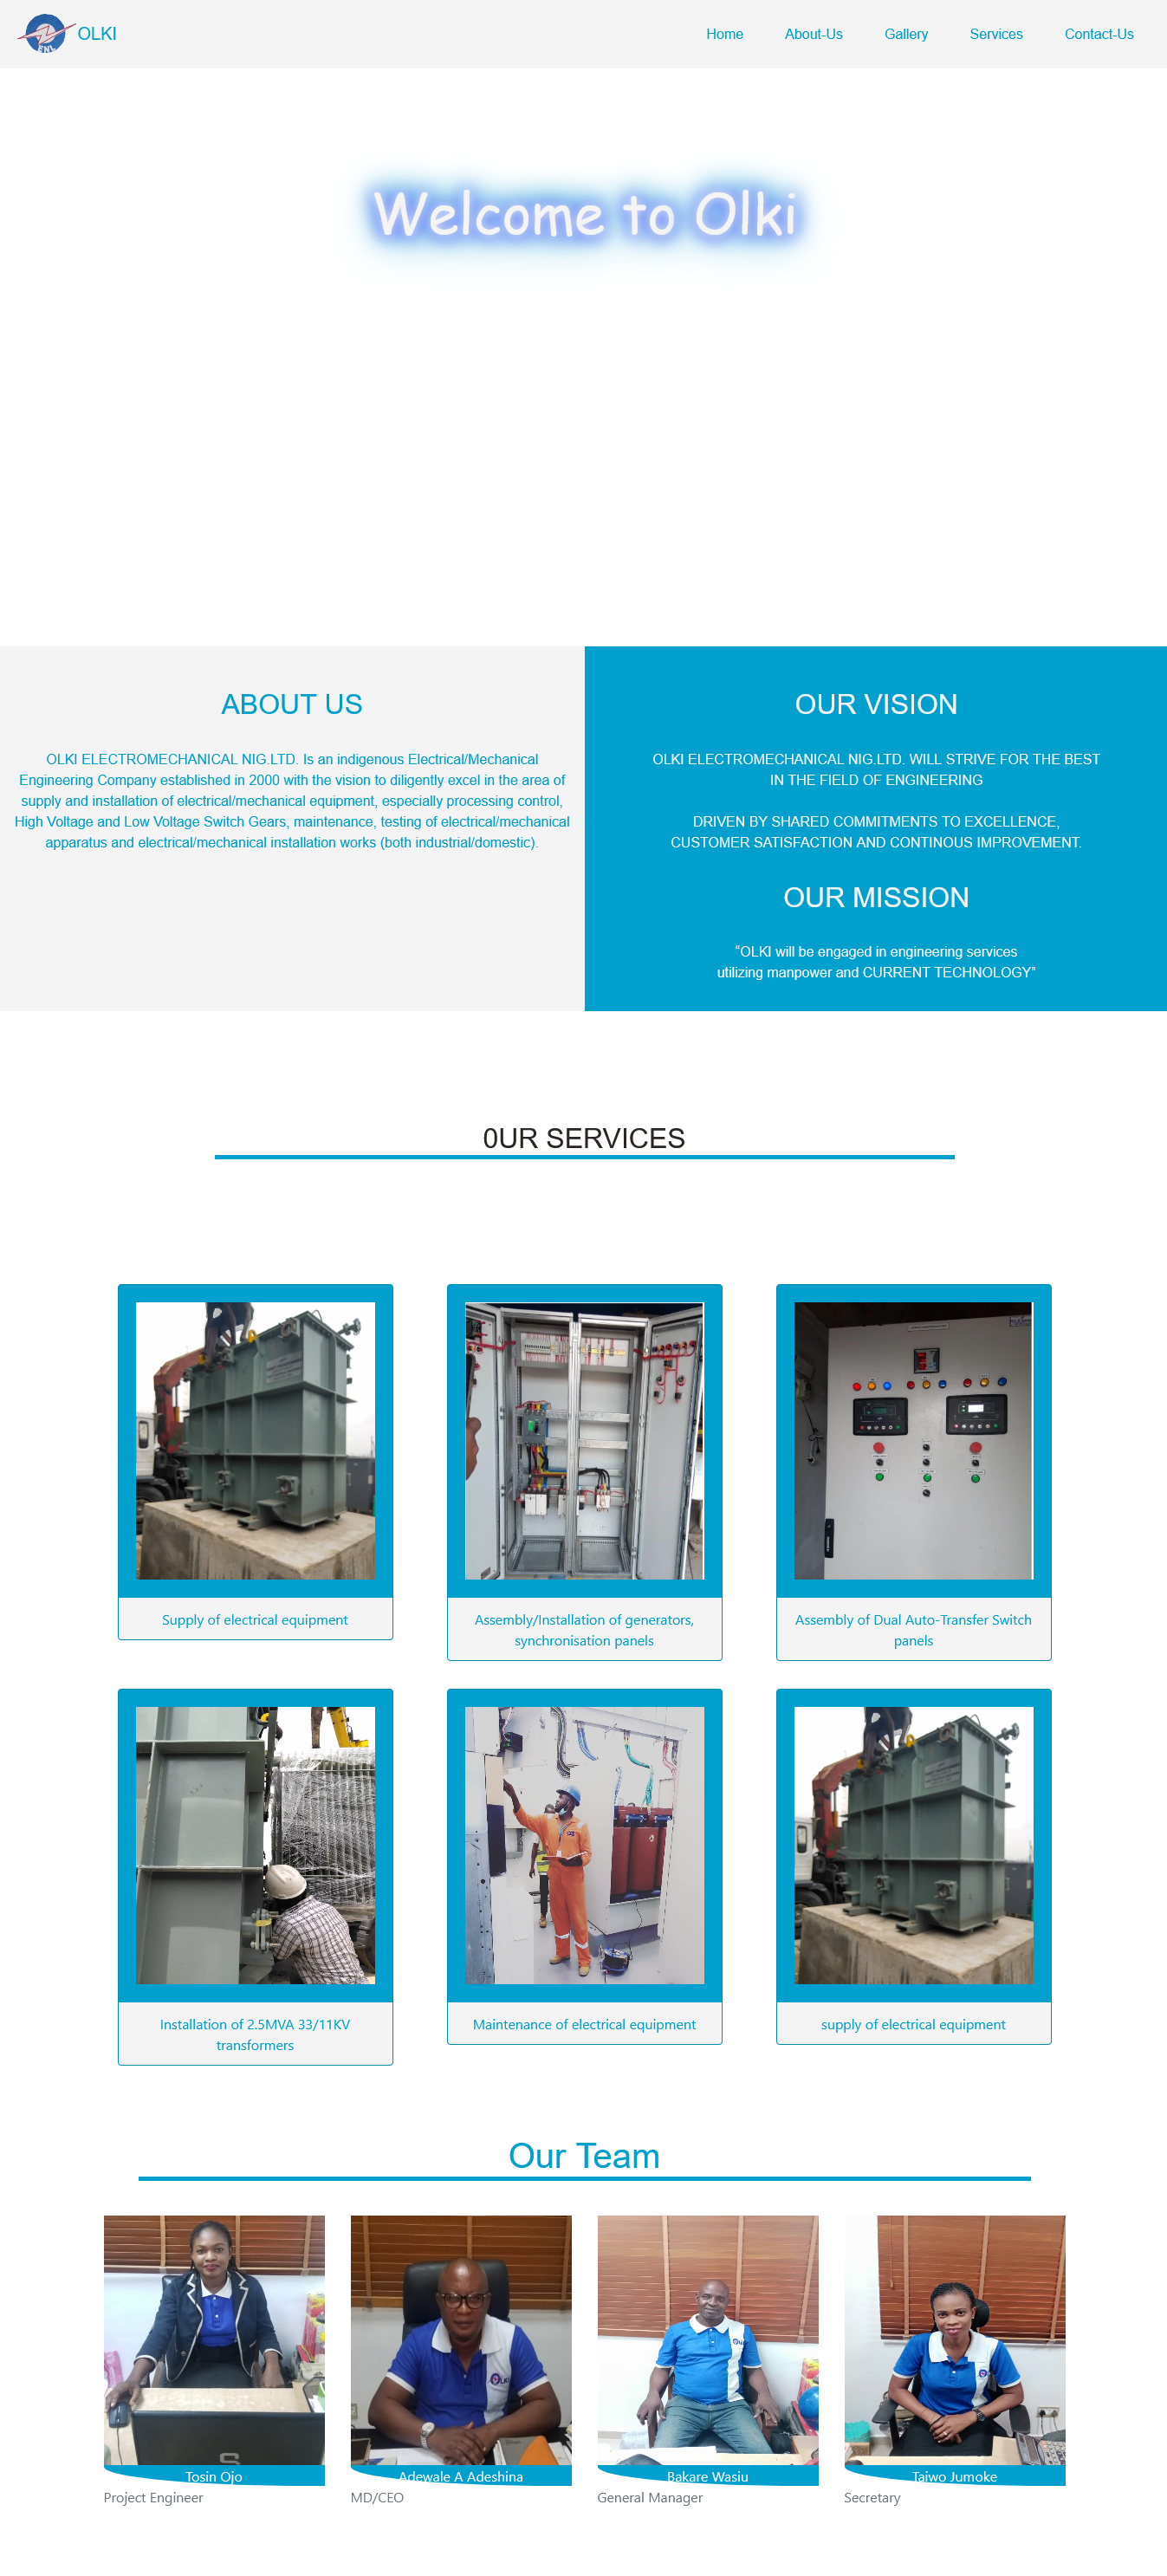 ENL
OLKI
Home
About-Us
Gallery
Services
Contact-Us
Welcome to Olki
ABOUT US
OLKI ELECTROMECHANICAL NIG.LTD. Is an indigenous Electrical/Mechanical
Engineering Company established in 2000 with the vision to diligently excel in the area of
supply and installation of electrical/mechanical equipment, especially processing control,
High Voltage and Low Voltage Switch Gears, maintenance, testing of electrical/mechanical
apparatus and electrical/mechanical installation works (both industrial/domestic).
OUR VISION
OLKI ELECTROMECHANICAL NIG.LTD. WILL STRIVE FOR THE BEST
IN THE FIELD OF ENGINEERING
DRIVEN BY SHARED COMMITMENTS TO EXCELLENCE,
CUSTOMER SATISFACTION AND CONTINOUS IMPROVEMENT.
OUR MISSION
“OLKI will be engaged in engineering services
utilizing manpower and CURRENT TECHNOLOGY”
0UR SERVICES
Supply of electrical equipment
Assembly/Installation of generators,
synchronisation panels
Assembly of Dual Auto-Transfer Switch
panels
Installation of 2.5MVA 33/11KV
transformers
Maintenance of electrical equipment
supply of electrical equipment
Our Team
Tosin Ojo
Project Engineer
Adewale A Adeshina
MD/CEO
Bakare Wasiu
General Manager
Taiwo Jumoke
Secretary